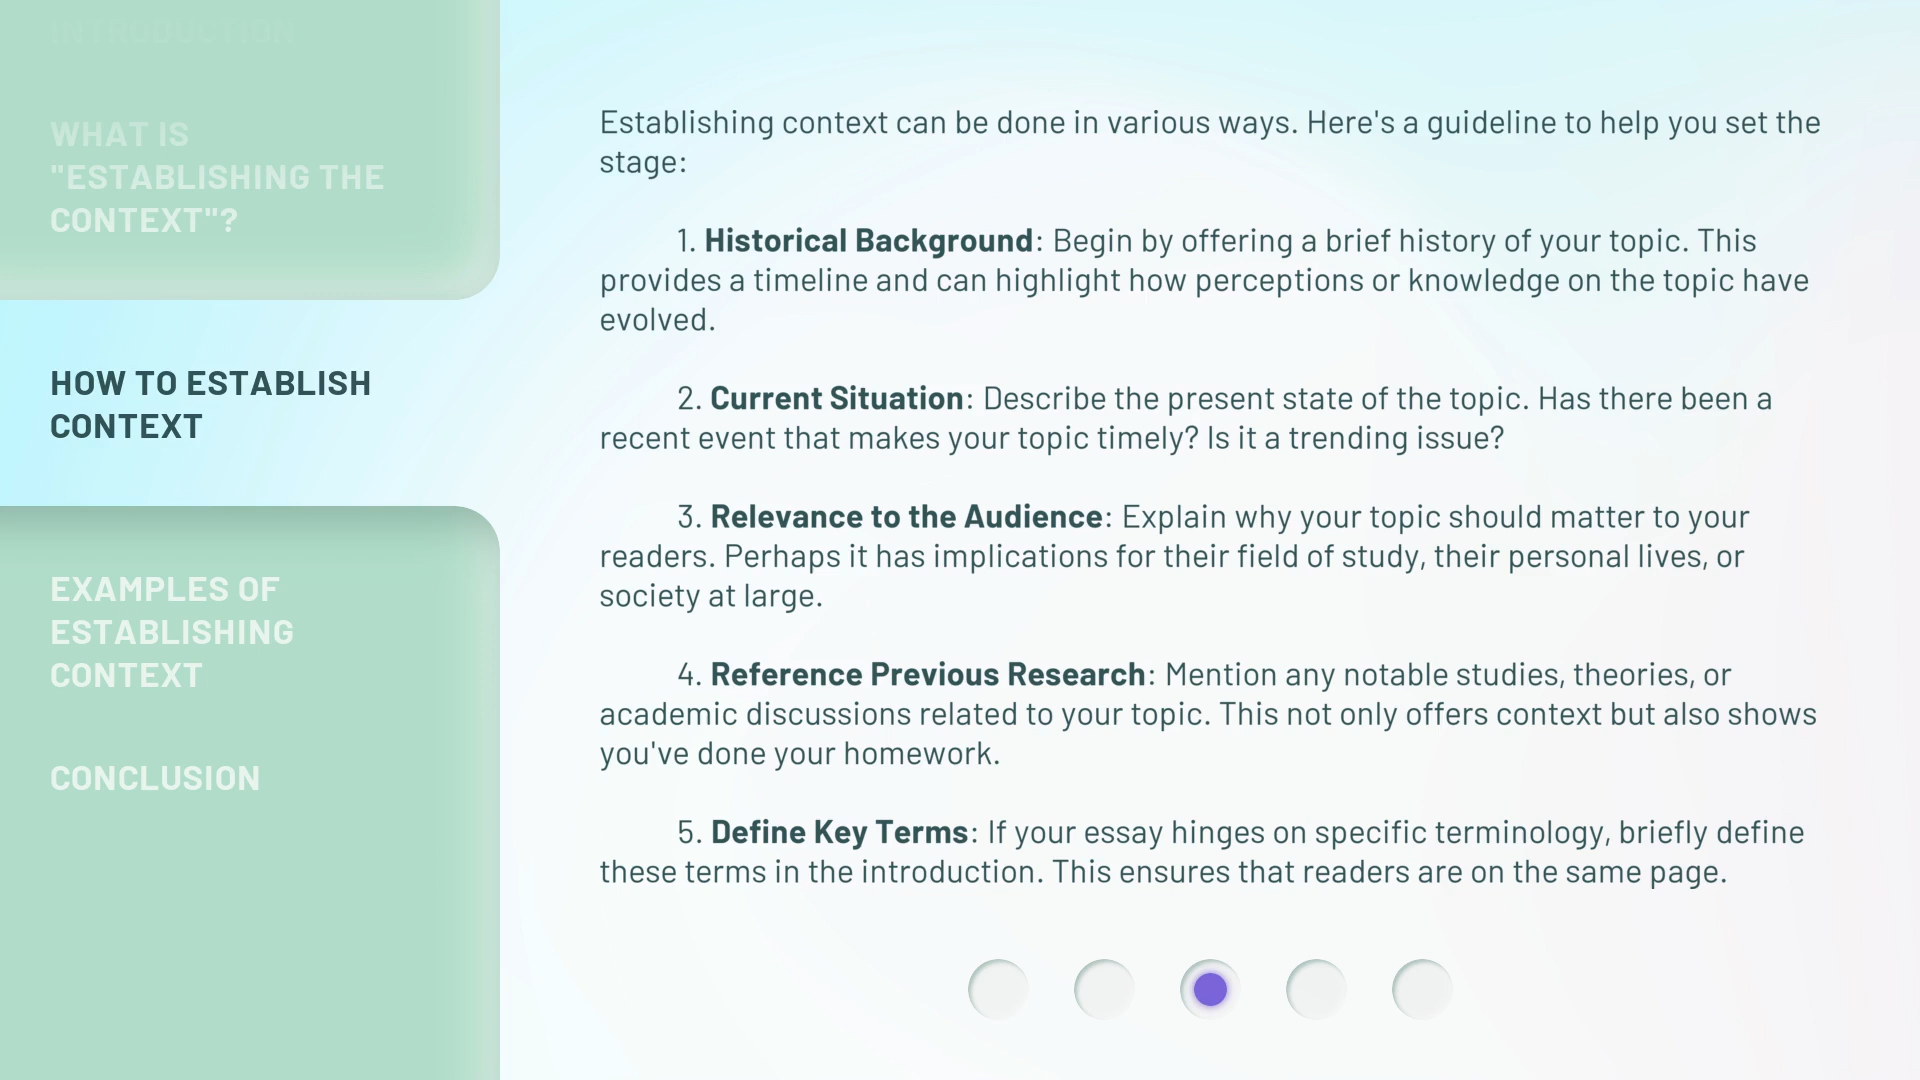 INTRODUCTION
WHAT IS
"ESTABLISHING THE
CONTEXT"?
HOW TO ESTABLISH
CONTEXT
EXAMPLES OF
ESTABLISHING
CONTEXT
CONCLUSION
Establishing context can be done in various ways. Here's a guideline to help you set the
stage:
1. Historical Background: Begin by offering a brief history of your topic. This
provides a timeline and can highlight how perceptions or knowledge on the topic have
evolved.
2. Current Situation: Describe the present state of the topic. Has there been a
recent event that makes your topic timely? Is it a trending issue?
3. Relevance to the Audience: Explain why your topic should matter to your
readers. Perhaps it has implications for their field of study, their personal lives, or
society at large.
4. Reference Previous Research: Mention any notable studies, theories, or
academic discussions related to your topic. This not only offers context but also shows
you've done your homework.
5. Define Key Terms: If your essay hinges on specific terminology, briefly define
these terms in the introduction. This ensures that readers are on the same page.